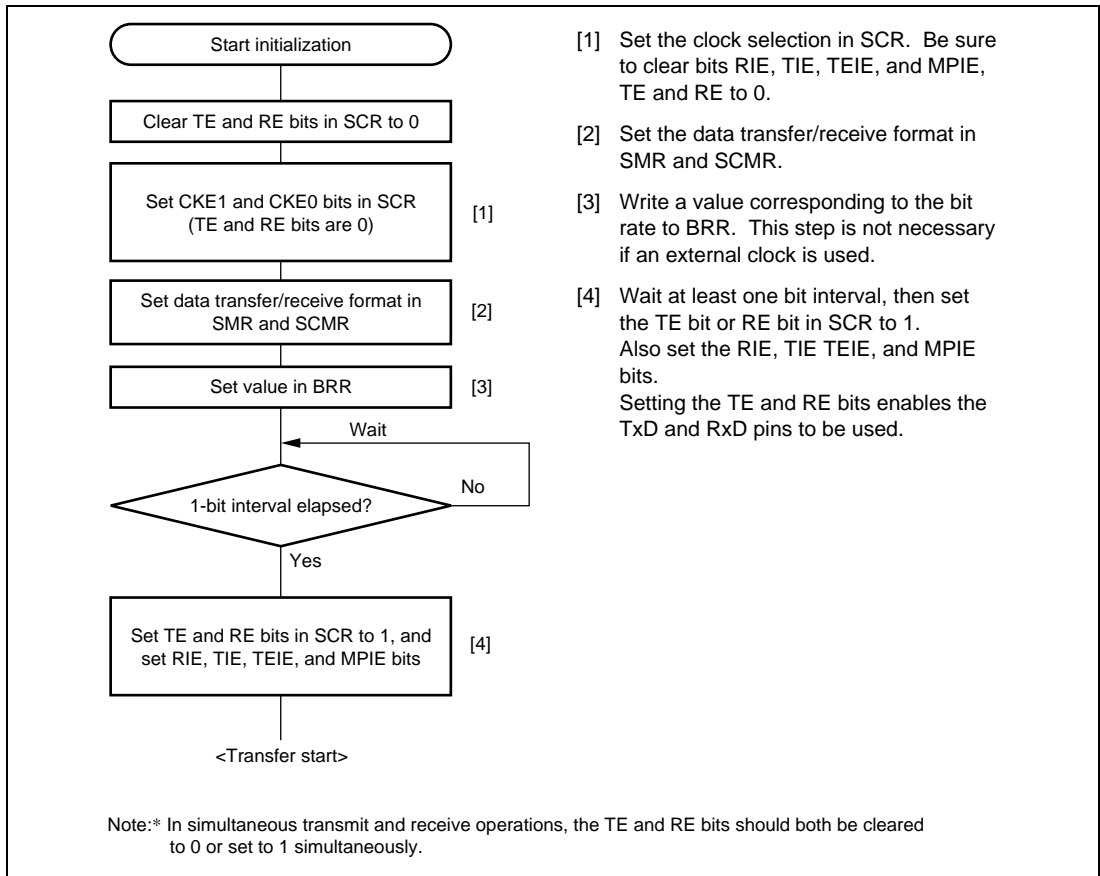 Start initialization
Clear TE and RE bits in SCR to 0
Set CKE1 and CKE0 bits in SCR
(TE and RE bits are 0)
[1]
Set data transfer/receive format in
SMR and SCMR
[2]
Set value in BRR
[3]
Wait
No
1-bit interval elapsed?
Yes
Set TE and RE bits in SCR to 1, and
set RIE, TIE, TEIE, and MPIE bits
[4]
<Transfer start>
[1] Set the clock selection in SCR. Be sure
to clear bits RIE, TIE, TEIE, and MPIE,
TE and RE to 0.
[2] Set the data transfer/receive format in
SMR and SCMR.
[3] Write a value corresponding to the bit
rate to BRR. This step is not necessary
if an external clock is used.
[4] Wait at least one bit interval, then set
the TE bit or RE bit in SCR to 1.
Also set the RIE, TIE TEIE, and MPIE
bits.
Setting the TE and RE bits enables the
TxD and RxD pins to be used.
Note:* In simultaneous transmit and receive operations, the TE and RE bits should both be cleared
to 0 or set to 1 simultaneously.